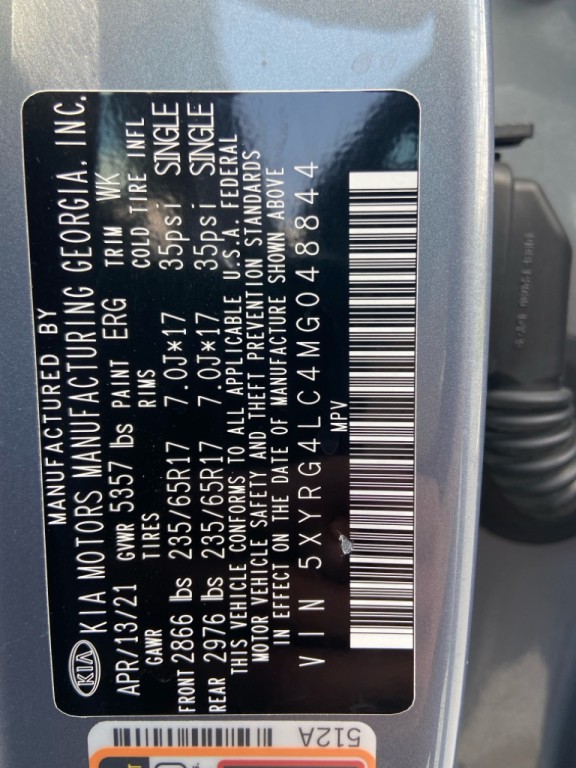 MANUFACTURED BY
KIA KIA MOTORS MANUFACTURING GEORGIA, INC.
APR/13/21 GVWR 5357 lbs PAINT ERG TRIM WK
GAWR TIRES RIMS COLD TIRE INFL
FRONT 2866 lbs 235/65R17 7.0J*17 35psi SINGLE
REAR 2976 lbs 235/65R17 7.0J*17 35psi SINGLE
THIS VEHICLE CONFORMS TO ALL APPLICABLE U.S.A. FEDERAL
MOTOR VEHICLE SAFETY AND THEFT PREVENTION STANDARDS
IN EFFECT ON THE DATE OF MANUFACTURE SHOWN ABOVE
VIN 5XYRG4LC4MG048844
MPV
512A